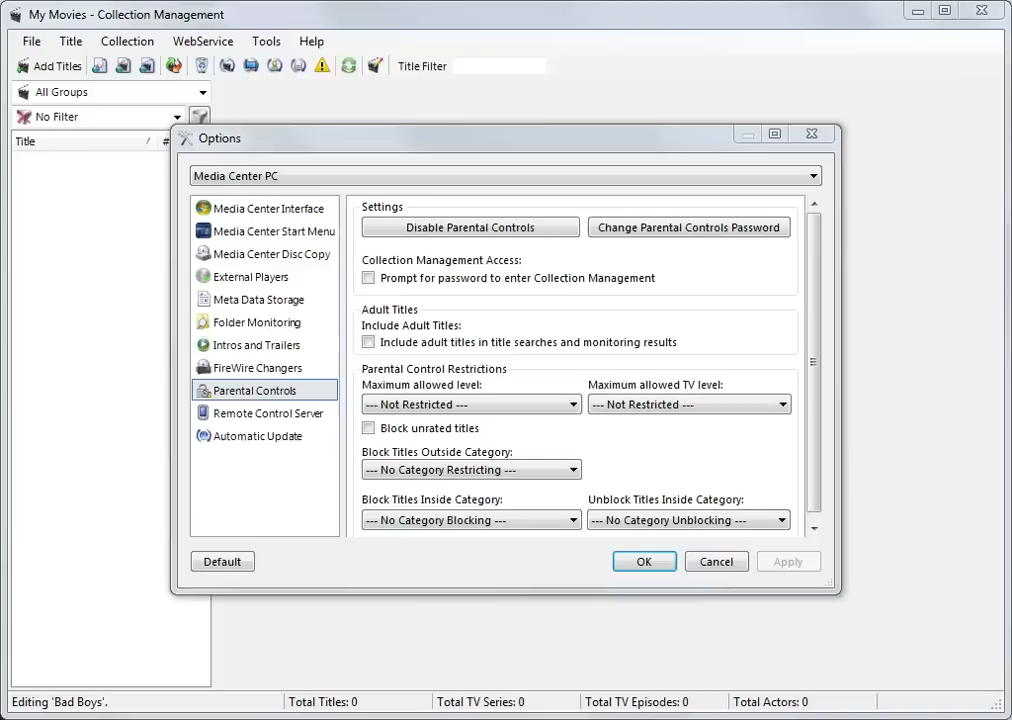 My Movies - Collection Management
File Title Collection WebService Tools Help
Add Titles Title Filter
All Groups
No Filter
Title / #
Options
Media Center PC
Media Center Interface
Media Center Start Menu
Media Center Disc Copy
External Players
Meta Data Storage
Folder Monitoring
Intros and Trailers
FireWire Changers
Parental Controls
Remote Control Server
Automatic Update
Settings
Disable Parental Controls Change Parental Controls Password
Collection Management Access:
Prompt for password to enter Collection Management
Adult Titles
Include Adult Titles:
Include adult titles in title searches and monitoring results
Parental Control Restrictions
Maximum allowed level: Maximum allowed TV level:
--- Not Restricted --- --- Not Restricted ---
Block unrated titles
Block Titles Outside Category:
--- No Category Restricting ---
Block Titles Inside Category: Unblock Titles Inside Category:
--- No Category Blocking --- --- No Category Unblocking ---
Default OK Cancel Apply
Editing 'Bad Boys'. Total Titles: 0 Total TV Series: 0 Total TV Episodes: 0 Total Actors: 0